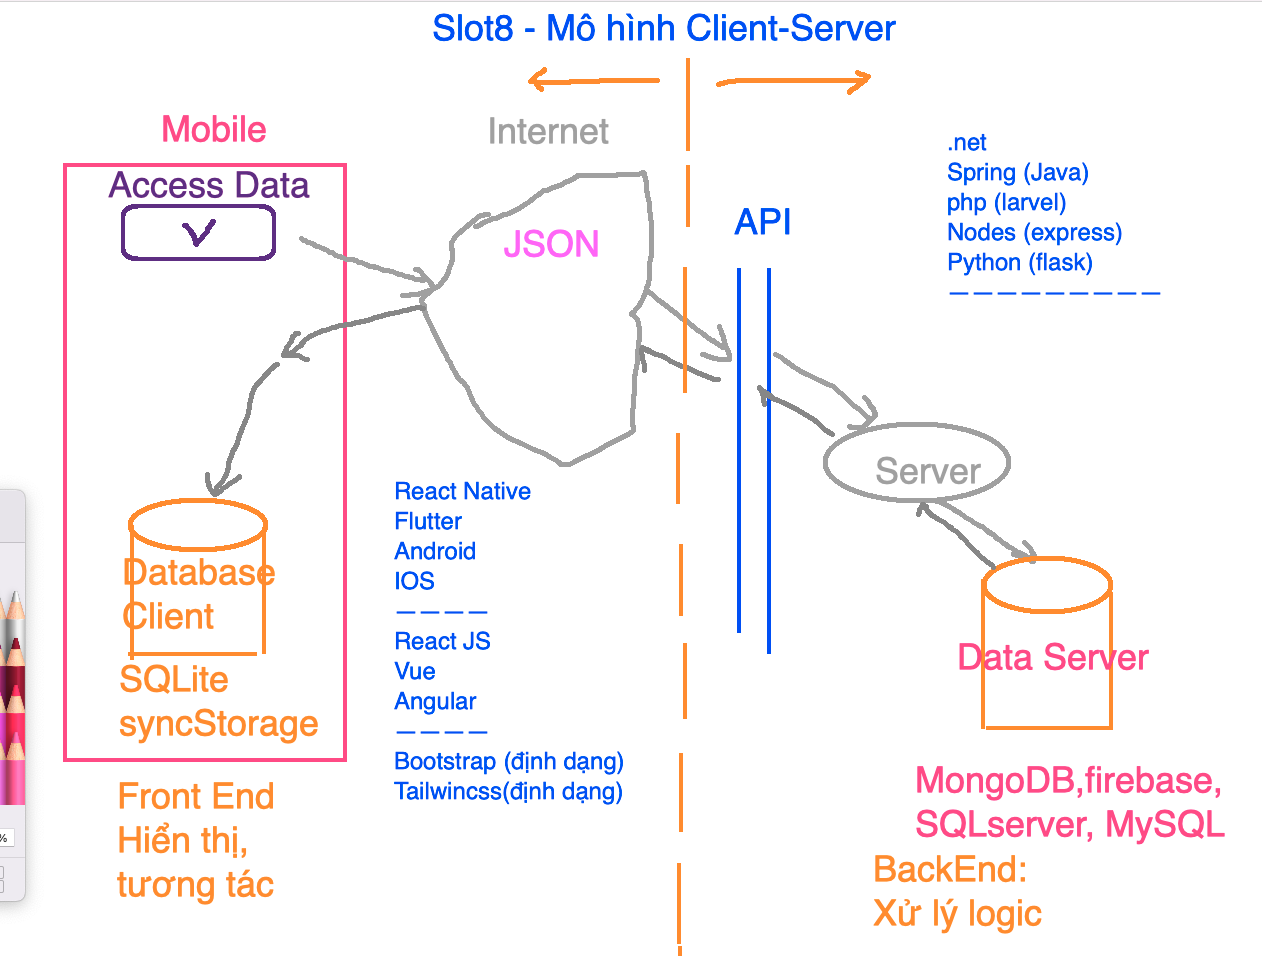 Slot8 - Mô hình Client-Server
Mobile
Access Data
Internet
JSON
API
.net
Spring (Java)
php (larvel)
Nodes (express)
Python (flask)
—————————
Server
Database
Client
SQLite
syncStorage
React Native
Flutter
Android
IOS
————
React JS
Vue
Angular
————
Bootstrap (định dạng)
Tailwincss(định dạng)
Data Server
MongoDB,firebase,
SQLserver, MySQL
Front End
Hiển thị,
tương tác
BackEnd:
Xử lý logic
%